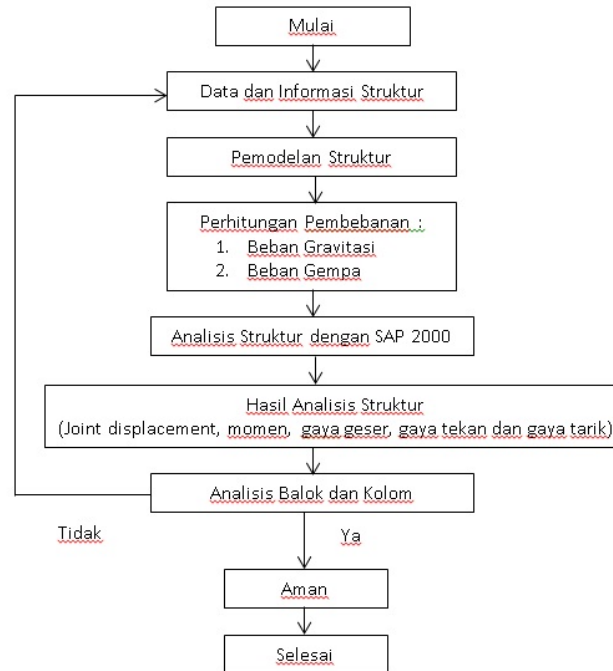 Mulai
Data dan Informasi Struktur
Pemodelan Struktur
Perhitungan Pembebanan :
1. Beban Gravitasi
2. Beban Gempa
Analisis Struktur dengan SAP 2000
Hasil Analisis Struktur
(Joint displacement, momen, gaya geser, gaya tekan dan gaya tarik)
Analisis Balok dan Kolom
Tidak
Ya
Aman
Selesai